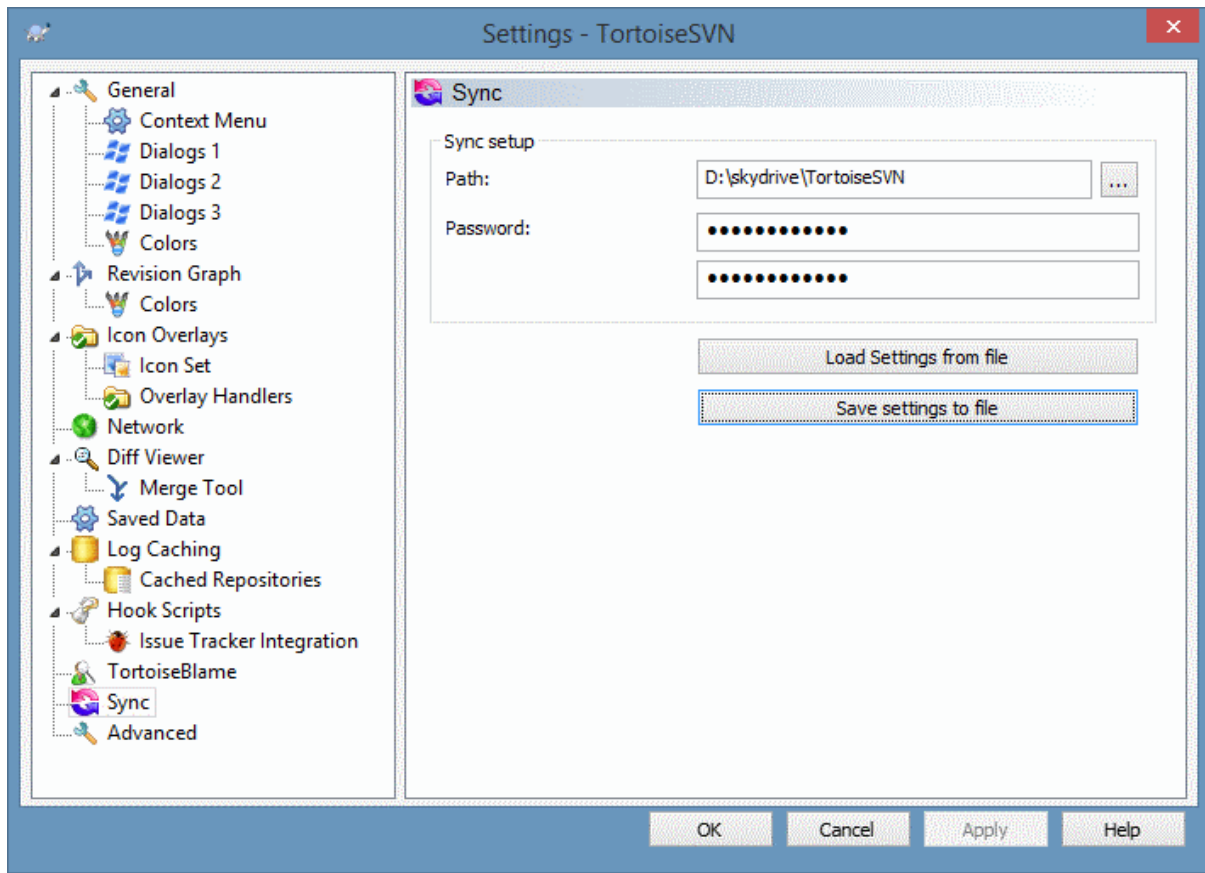 Settings - TortoiseSVN
General
Context Menu
Dialogs 1
Dialogs 2
Dialogs 3
Colors
Revision Graph
Colors
Icon Overlays
Icon Set
Overlay Handlers
Network
Diff Viewer
Merge Tool
Saved Data
Log Caching
Cached Repositories
Hook Scripts
Issue Tracker Integration
TortoiseBlame
Sync
Advanced
Sync
Sync setup
Path: D:\skydrive\TortoiseSVN ...
Password: ●●●●●●●●●●●●
●●●●●●●●●●●●
Load Settings from file
Save settings to file
OK Cancel Apply Help